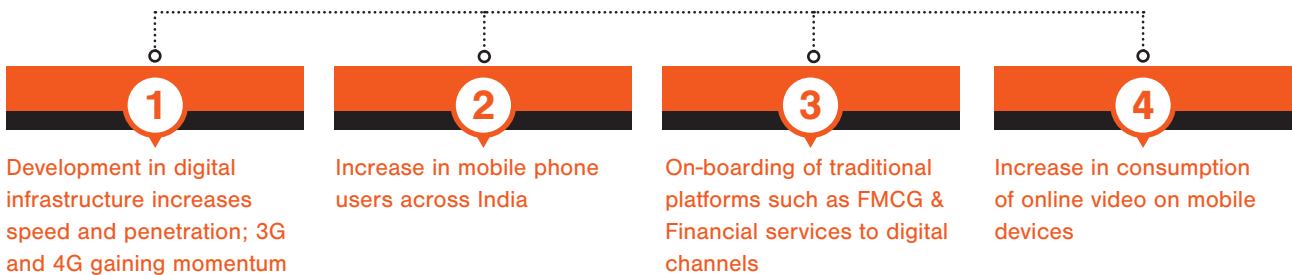 1
Development in digital
infrastructure increases
speed and penetration; 3G
and 4G gaining momentum
2
Increase in mobile phone
users across India
3
On-boarding of traditional
platforms such as FMCG &
Financial services to digital
channels
4
Increase in consumption
of online video on mobile
devices